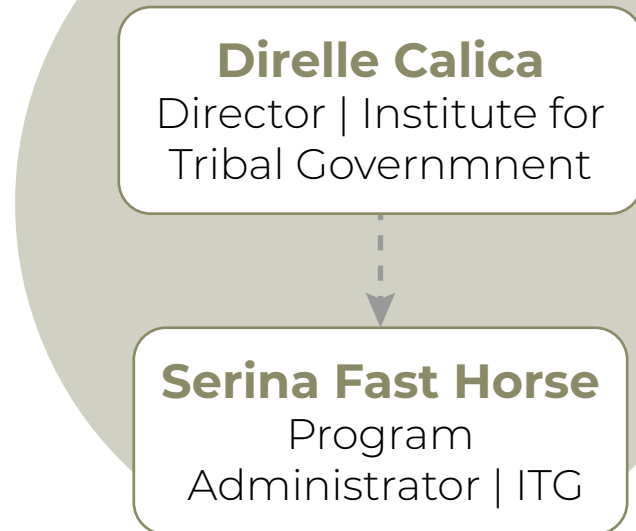 Direlle Calica
Director | Institute for
Tribal Governmnent
Serina Fast Horse
Program
Administrator | ITG